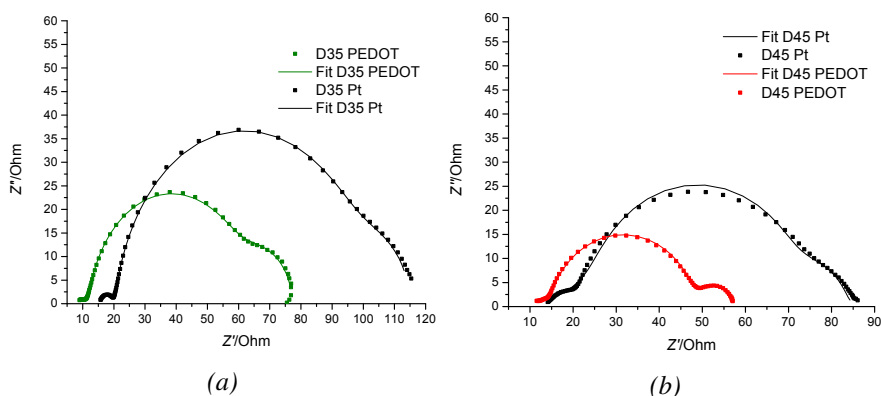 60
55
50
45
40
35
30
25
20
15
10
5
0
Z''/Ohm
D35 PEDOT
Fit D35 PEDOT
D35 Pt
Fit D35 Pt
0 10 20 30 40 50 60 70 80 90 100 110 120
Z'/Ohm
(a)
60
55
50
45
40
35
30
25
20
15
10
5
0
Z''/Ohm
Fit D45 Pt
D45 Pt
Fit D45 PEDOT
D45 PEDOT
0 10 20 30 40 50 60 70 80 90
Z'/Ohm
(b)